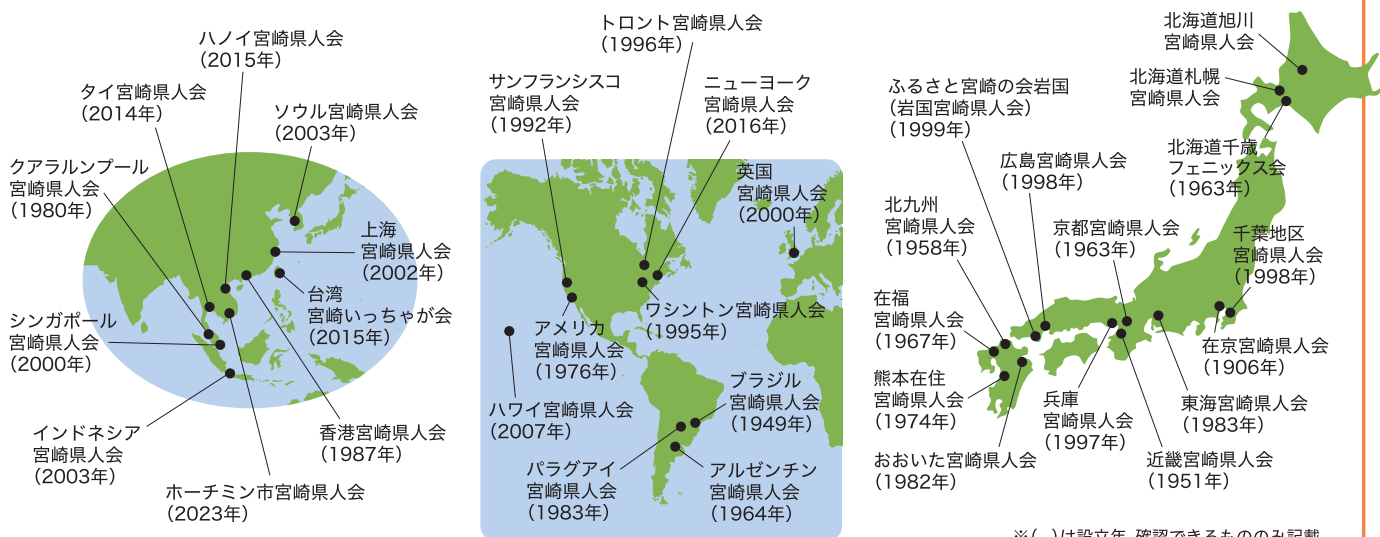 ハノイ宮崎県人会
（2015年）
タイ宮崎県人会
（2014年）
ソウル宮崎県人会
（2003年）
クアラルンプール
宮崎県人会
（1980年）
上海
宮崎県人会
（2002年）
台湾
宮崎いっちゃが会
（2015年）
シンガポール
宮崎県人会
（2000年）
インドネシア
宮崎県人会
（2003年）
香港宮崎県人会
（1987年）
ホーチミン市宮崎県人会
（2023年）
トロント宮崎県人会
（1996年）
サンフランシスコ
宮崎県人会
（1992年）
ニューヨーク
宮崎県人会
（2016年）
英国
宮崎県人会
（2000年）
ワシントン宮崎県人会
（1995年）
アメリカ
宮崎県人会
（1976年）
ハワイ宮崎県人会
（2007年）
ブラジル
宮崎県人会
（1949年）
パラグアイ
宮崎県人会
（1983年）
アルゼンチン
宮崎県人会
（1964年）
北海道旭川
宮崎県人会
北海道札幌
宮崎県人会
北海道千歳
フェニックス会
（1963年）
ふるさと宮崎の会岩国
（岩国宮崎県人会）
（1999年）
広島宮崎県人会
（1998年）
北九州
宮崎県人会
（1958年）
京都宮崎県人会
（1963年）
千葉地区
宮崎県人会
（1998年）
在福
宮崎県人会
（1967年）
在京宮崎県人会
（1906年）
熊本在住
宮崎県人会
（1974年）
兵庫
宮崎県人会
（1997年）
東海宮崎県人会
（1983年）
おおいた宮崎県人会
（1982年）
近畿宮崎県人会
（1951年）
※（ ）は設立年 確認できるもののみ記載